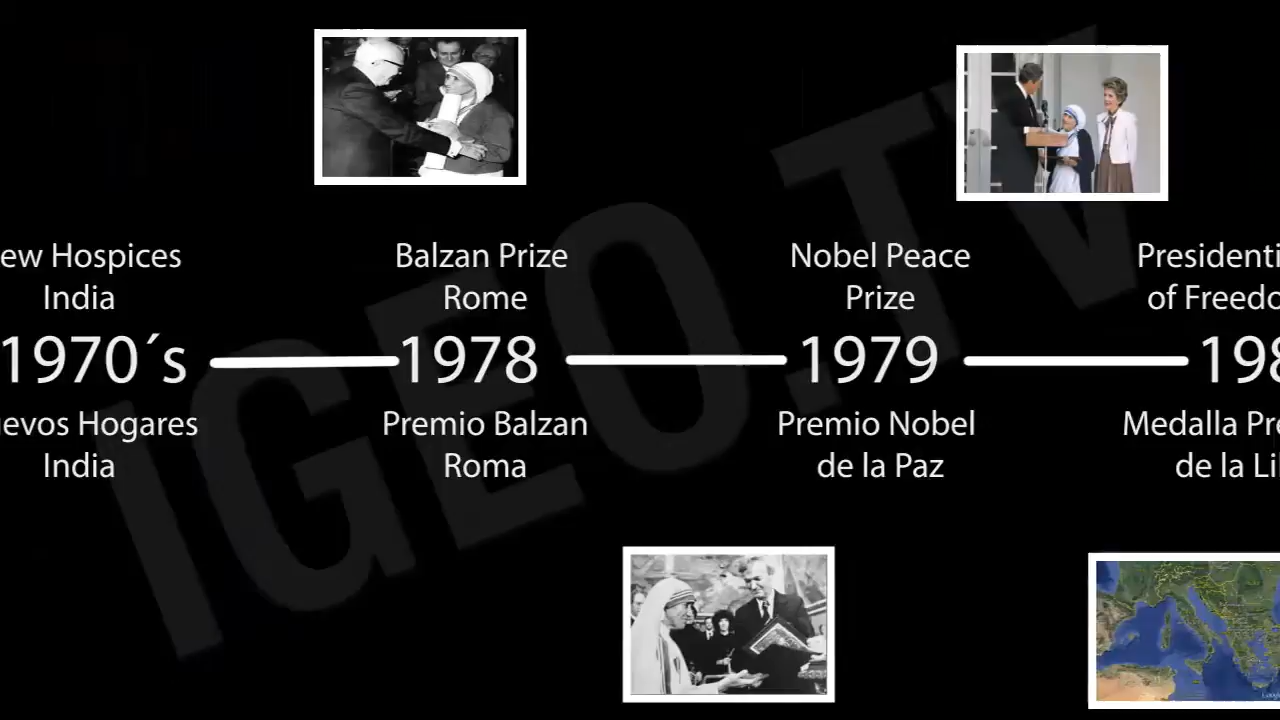 ew Hospices
India
1970´s
evos Hogares
India
Balzan Prize
Rome
1978
Premio Balzan
Roma
Nobel Peace
Prize
1979
Premio Nobel
de la Paz
Presidenti
of Freedo
198
Medalla Pre
de la Li
IGEO.TV